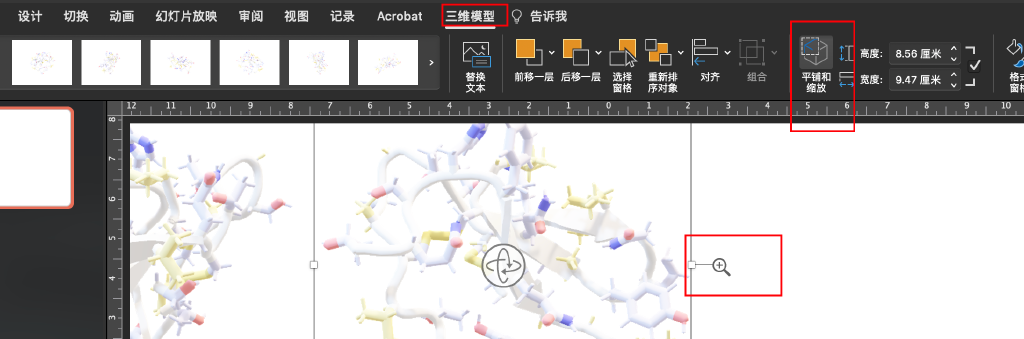 设计 切换 动画 幻灯片放映 审阅 视图 记录 Acrobat 三维模型 告诉我
替换
文本
前移一层
后移一层
选择
窗格
重新排
序对象
对齐
组合
平铺和
缩放
高度: 8.56 厘米
宽度: 9.47 厘米
格式
窗格
12 11 10 9 8 7 6 5 4 3 2 1 0 1 2 3 4 5 6 7 8 9 10
8
7
6
5
4
3